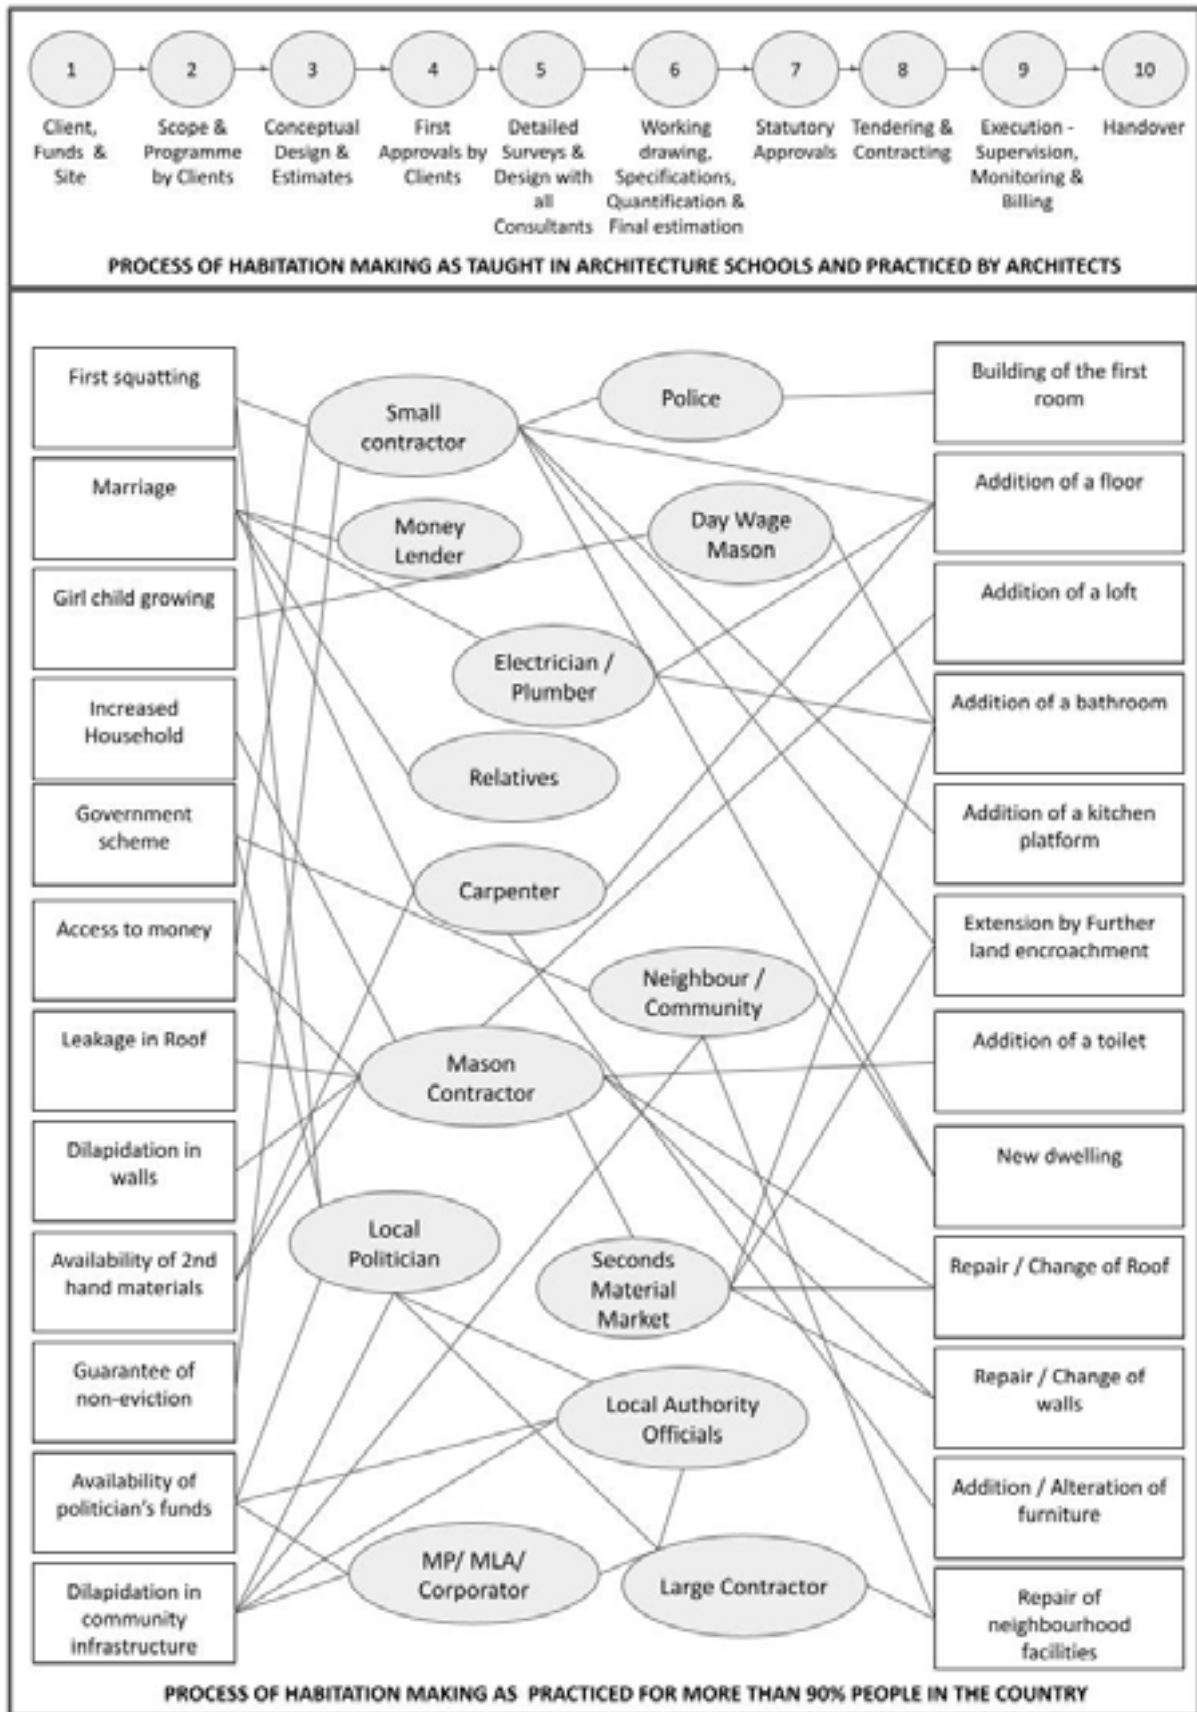 1
2
3
4
5
6
7
8
9
10
Client,
Funds &
Site
Scope &
Programme
by Clients
Conceptual
Design &
Estimates
First
Approvals by
Clients
Detailed
Surveys &
Design with
all
Consultants
Working
drawing,
Specifications,
Quantification &
Final estimation
Statutory
Approvals
Tendering &
Contracting
Execution -
Supervision,
Monitoring &
Billing
Handover
PROCESS OF HABITATION MAKING AS TAUGHT IN ARCHITECTURE SCHOOLS AND PRACTICED BY ARCHITECTS
First squatting
Marriage
Girl child growing
Increased
Household
Government
scheme
Access to money
Leakage in Roof
Dilapidation in
walls
Availability of 2nd
hand materials
Guarantee of
non-eviction
Availability of
politician's funds
Dilapidation in
community
infrastructure
Small
contractor
Police
Money
Lender
Day Wage
Mason
Electrician /
Plumber
Relatives
Carpenter
Neighbour /
Community
Mason
Contractor
Local
Politician
Seconds
Material
Market
Local Authority
Officials
MP/ MLA/
Corporator
Large Contractor
Building of the first
room
Addition of a floor
Addition of a loft
Addition of a bathroom
Addition of a kitchen
platform
Extension by Further
land encroachment
Addition of a toilet
New dwelling
Repair / Change of Roof
Repair / Change of
walls
Addition / Alteration of
furniture
Repair of
neighbourhood
facilities
PROCESS OF HABITATION MAKING AS PRACTICED FOR MORE THAN 90% PEOPLE IN THE COUNTRY